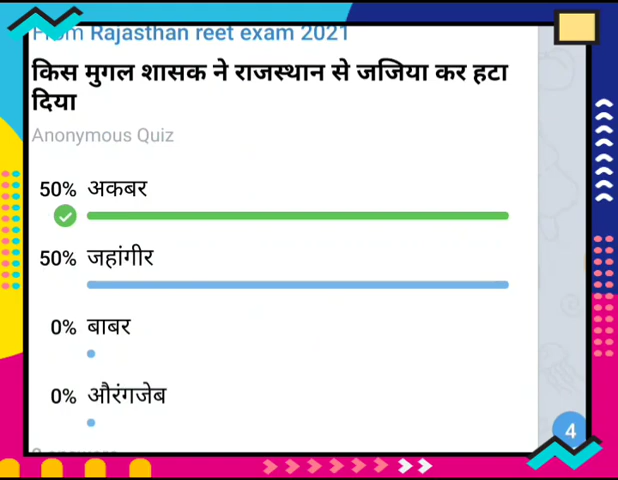 From Rajasthan reet exam 2021
किस मुगल शासक ने राजस्थान से जजिया कर हटा
दिया
Anonymous Quiz
50% अकबर
50% जहांगीर
0% बाबर
0% औरंगजेब
4